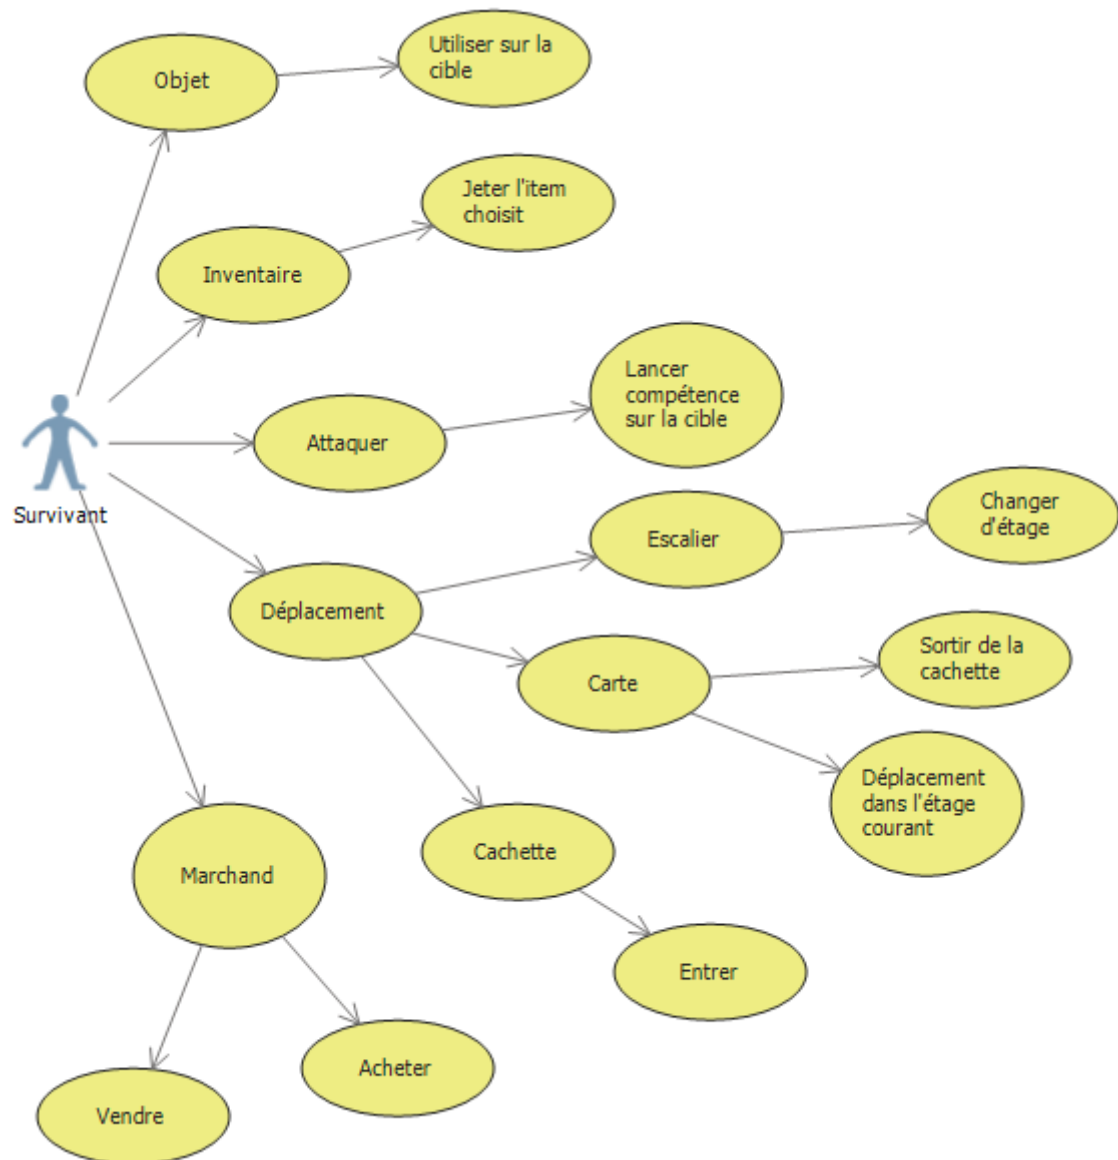 Utiliser sur la
cible
Objet
Jeter l'item
choisit
Inventaire
Lancer
compétence
sur la cible
Attaquer
Survivant
Changer
d'étage
Escalier
Déplacement
Sortir de la
cachette
Carte
Déplacement
dans l'étage
courant
Cachette
Marchand
Entrer
Acheter
Vendre